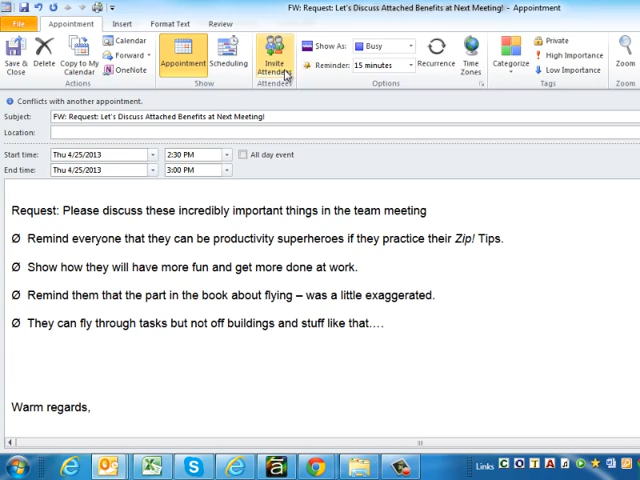 FW: Request: Let's Discuss Attached Benefits at Next Meeting! - Appointment
File Appointment Insert Format Text Review
Save & Close
Delete
Copy to My Calendar
Calendar
Forward
OneNote
Actions
Appointment
Scheduling
Show
Invite Attendees
Attendees
Show As: Busy
Reminder: 15 minutes
Recurrence
Time Zones
Options
Categorize
Private
High Importance
Low Importance
Tags
Zoom
Zoom
Conflicts with another appointment.
Subject: FW: Request: Let's Discuss Attached Benefits at Next Meeting!
Location:
Start time: Thu 4/25/2013 2:30 PM All day event
End time: Thu 4/25/2013 3:00 PM
Request: Please discuss these incredibly important things in the team meeting
Ø Remind everyone that they can be productivity superheroes if they practice their Zip! Tips.
Ø Show how they will have more fun and get more done at work.
Ø Remind them that the part in the book about flying – was a little exaggerated.
Ø They can fly through tasks but not off buildings and stuff like that….
Warm regards,
Links C O T A